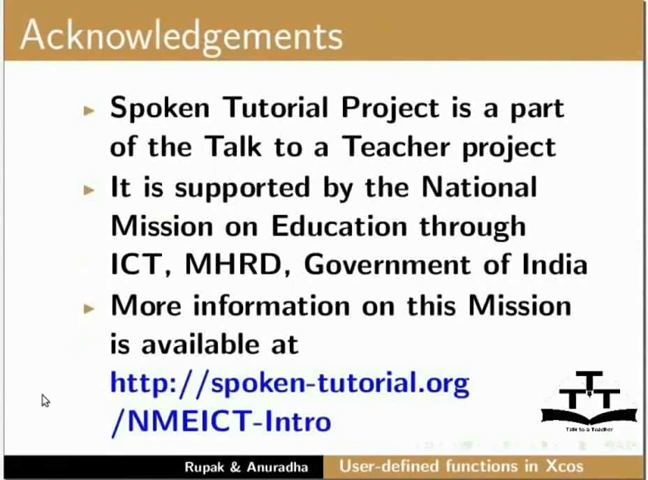 Acknowledgements
Spoken Tutorial Project is a part
of the Talk to a Teacher project
It is supported by the National
Mission on Education through
ICT, MHRD, Government of India
More information on this Mission
is available at
http://spoken-tutorial.org
/NMEICT-Intro
TTT
Talk to a Teacher
Rupak & Anuradha
User-defined functions in Xcos